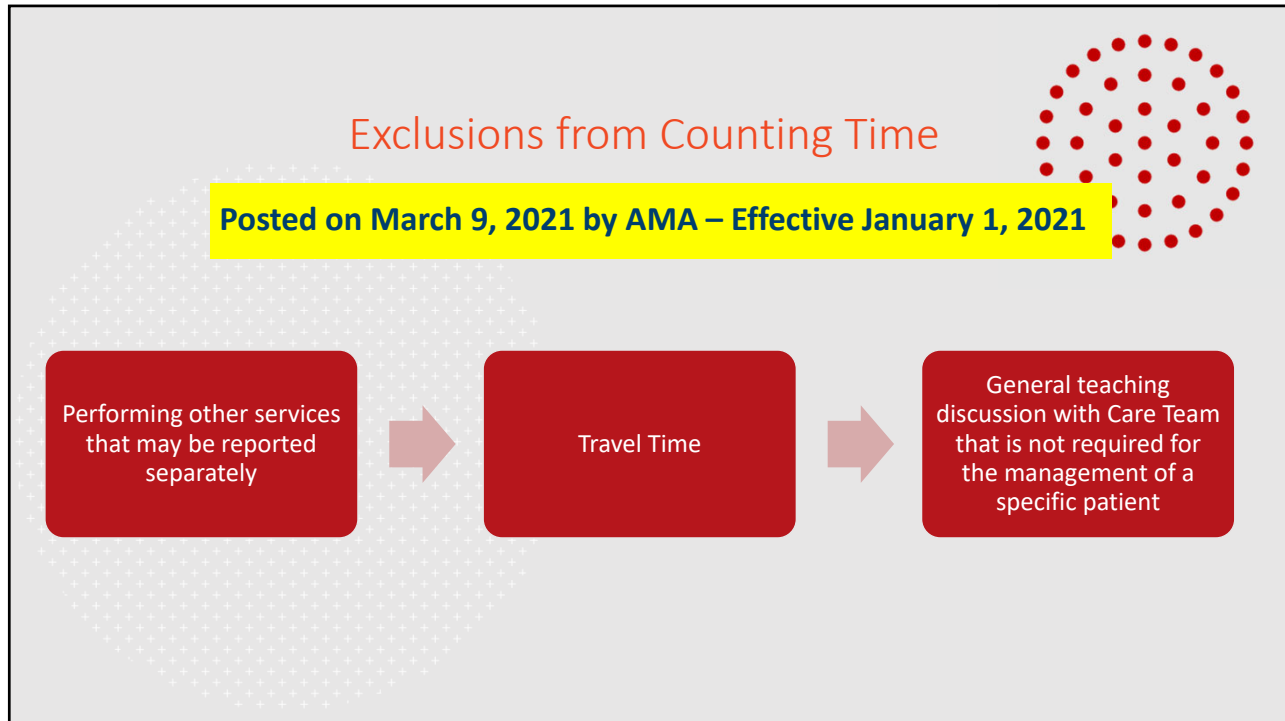 Exclusions from Counting Time
Posted on March 9, 2021 by AMA – Effective January 1, 2021
Performing other services
that may be reported
separately
Travel Time
General teaching
discussion with Care Team
that is not required for
the management of a
specific patient